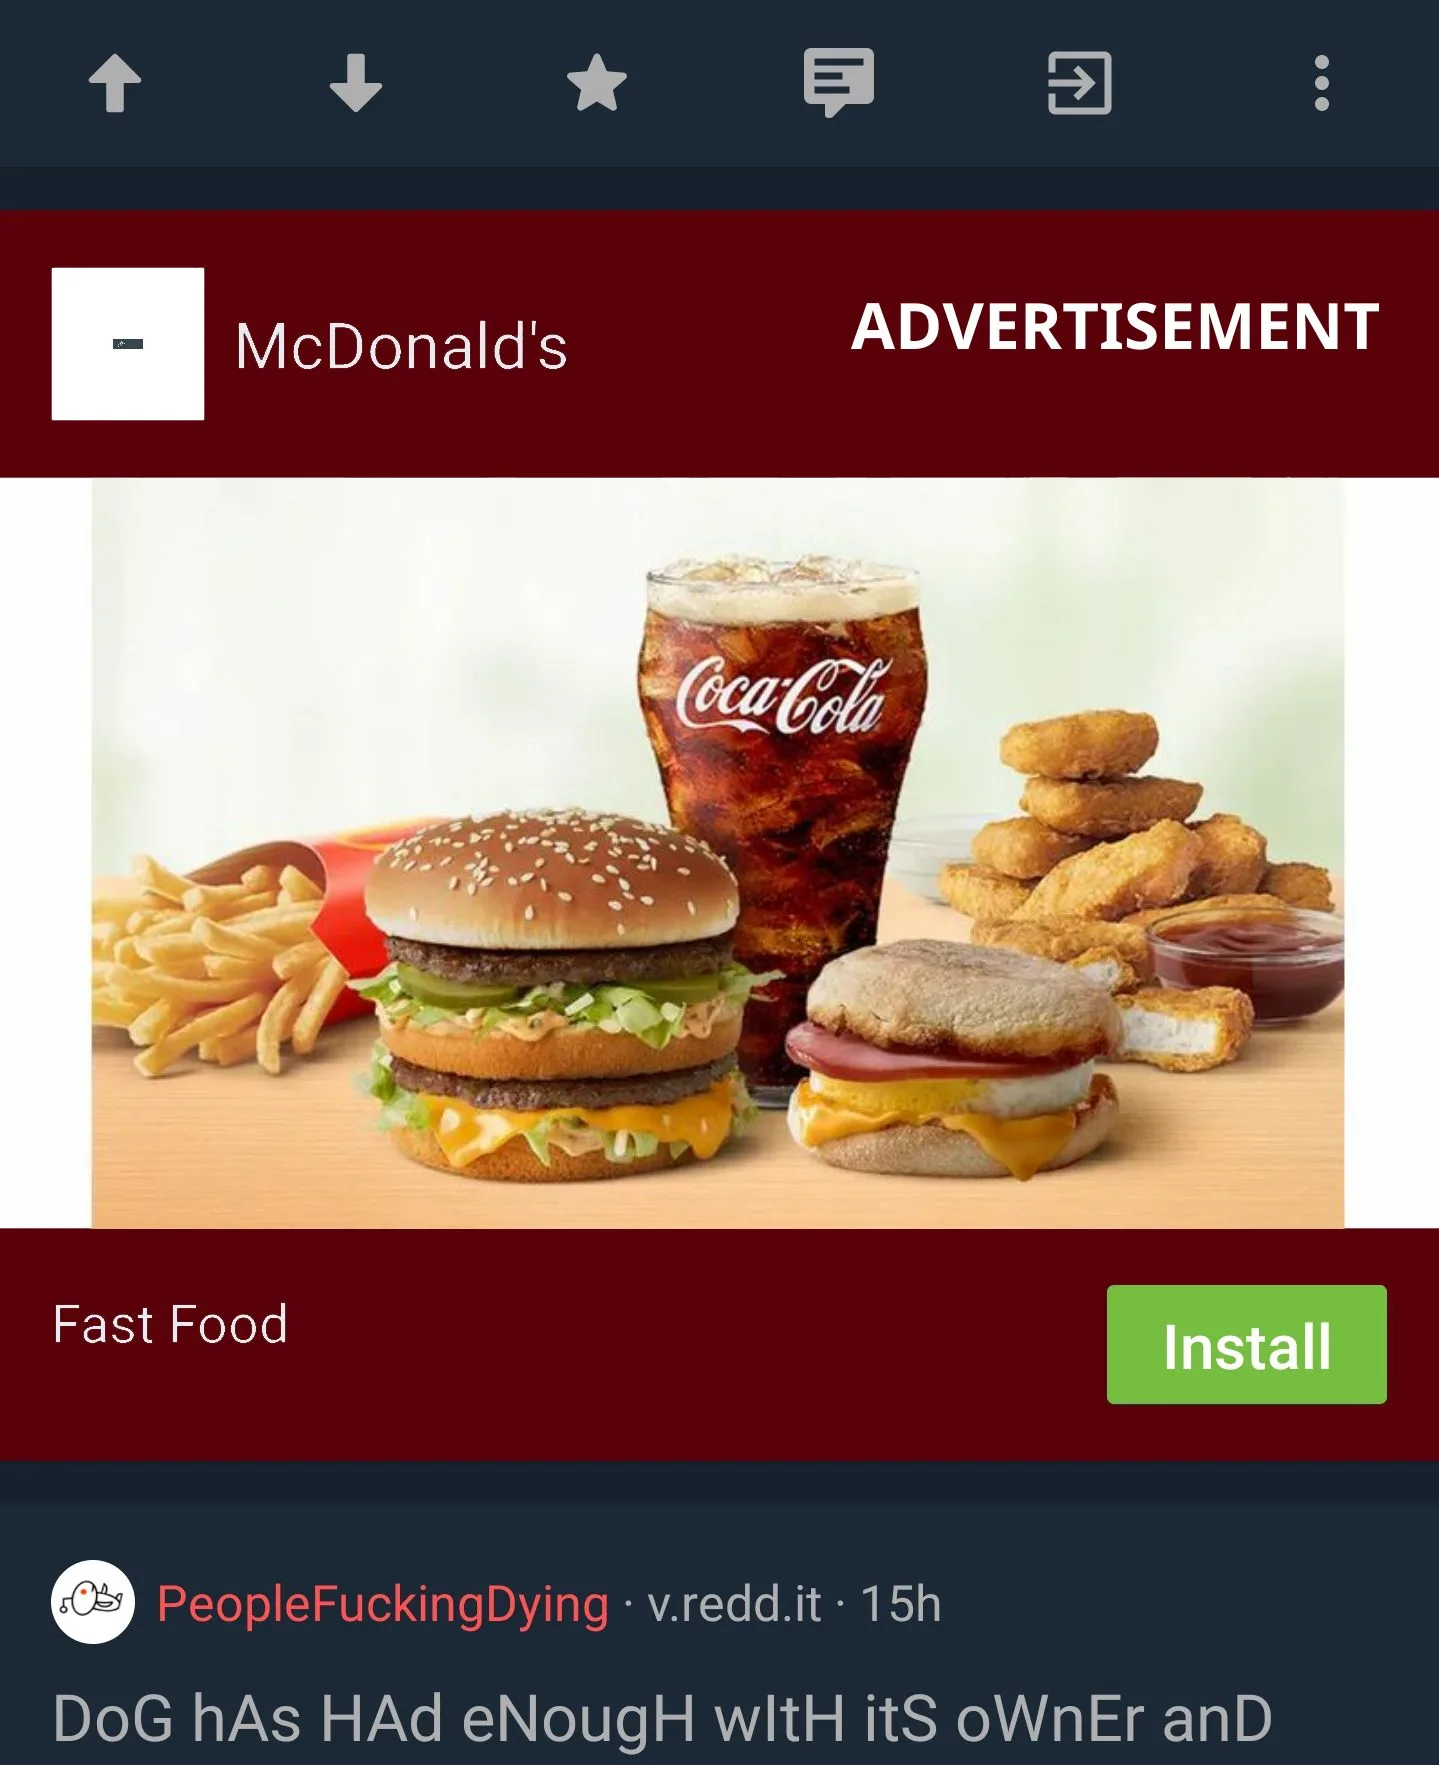 McDonald's
ADVERTISEMENT
Coca-Cola
Fast Food
Install
PeopleFuckingDying · v.redd.it · 15h
DoG hAs HAd eNougH wItH itS oWnEr anD